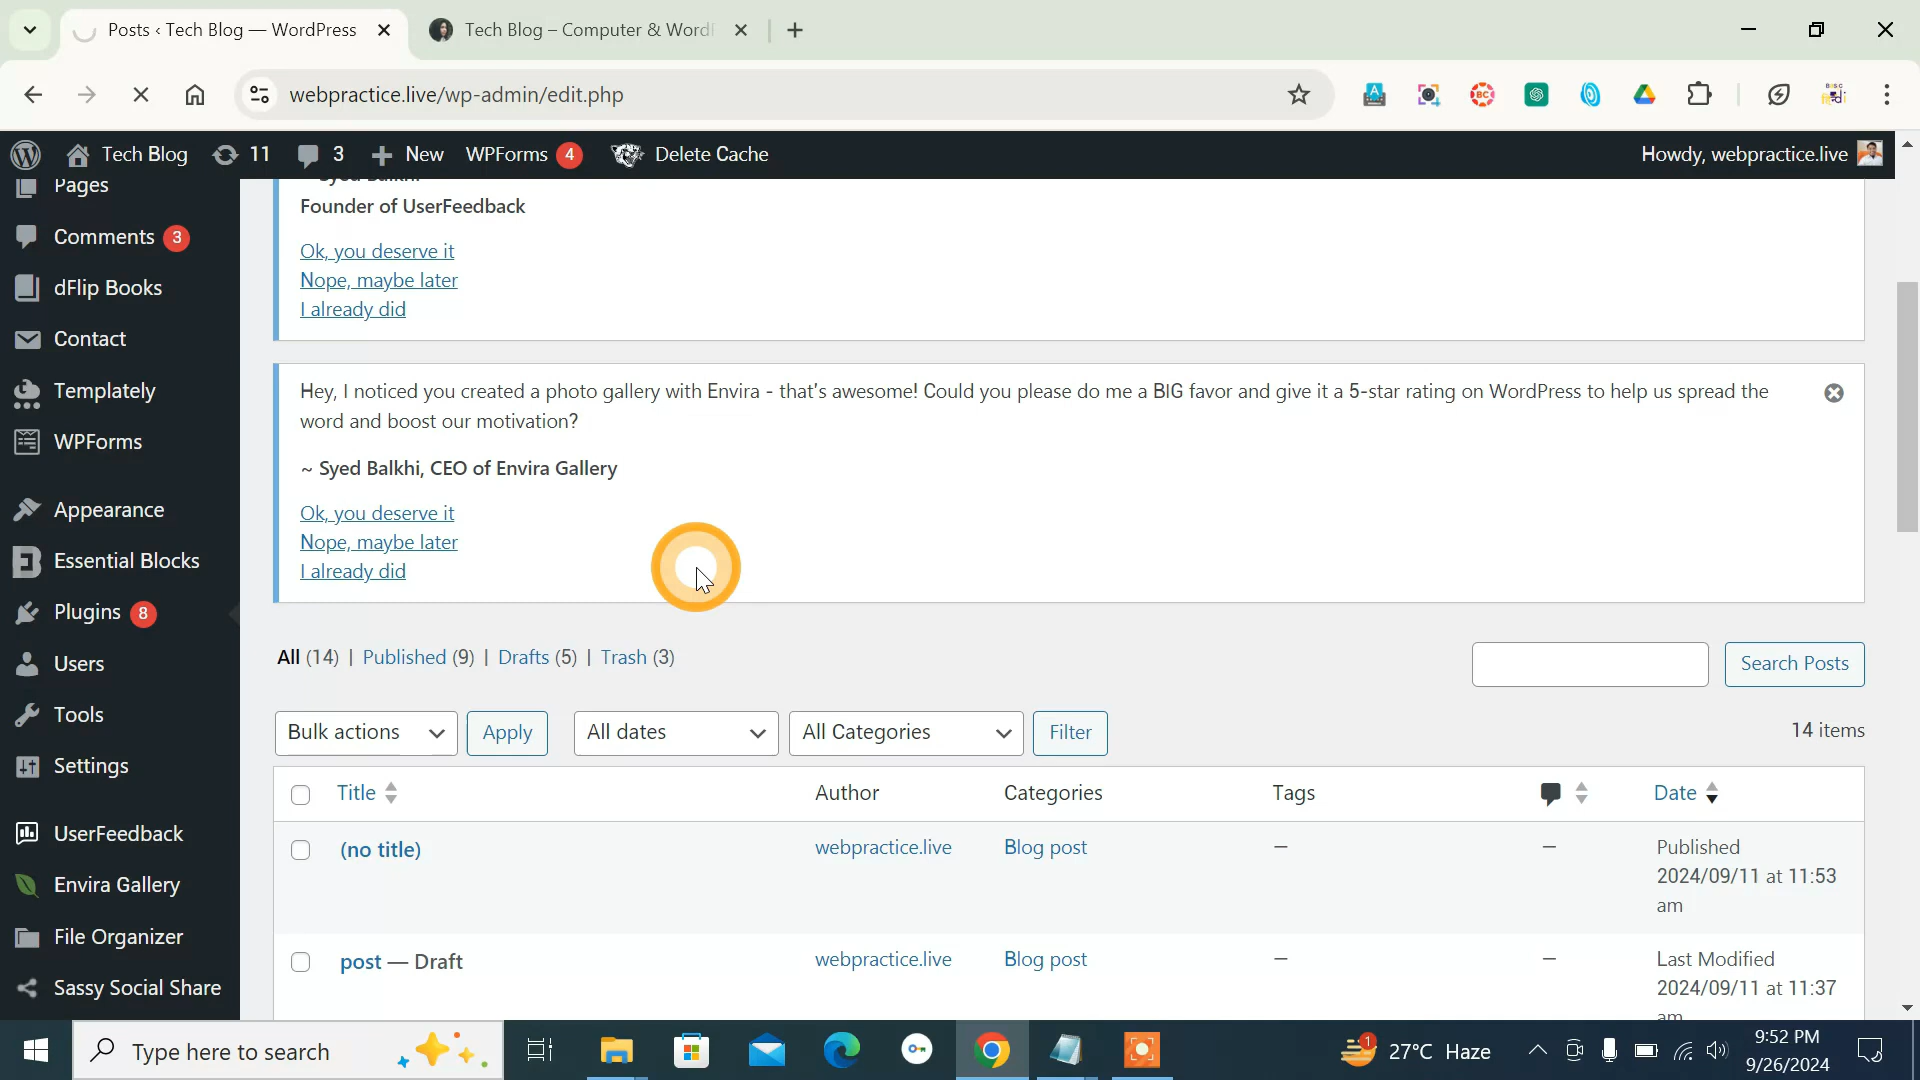 Posts ‹ Tech Blog — WordPress
Tech Blog – Computer & Word
webpractice.live/wp-admin/edit.php
Tech Blog 11 3 New WPForms 4 Delete Cache Howdy, webpractice.live
Pages
Comments 3
dFlip Books
Contact
Templately
WPForms
Appearance
Essential Blocks
Plugins 8
Users
Tools
Settings
UserFeedback
Envira Gallery
File Organizer
Sassy Social Share
Founder of UserFeedback
Ok, you deserve it
Nope, maybe later
I already did
Hey, I noticed you created a photo gallery with Envira - that's awesome! Could you please do me a BIG favor and give it a 5-star rating on WordPress to help us spread the
word and boost our motivation?
~ Syed Balkhi, CEO of Envira Gallery
Ok, you deserve it
Nope, maybe later
I already did
All (14) | Published (9) | Drafts (5) | Trash (3)
Search Posts
Bulk actions Apply All dates All Categories Filter 14 items
Title Author Categories Tags Date
(no title) webpractice.live Blog post — — Published
2024/09/11 at 11:53
am
post — Draft webpractice.live Blog post — — Last Modified
2024/09/11 at 11:37
am
Type here to search
1
27°C Haze
9:52 PM
9/26/2024